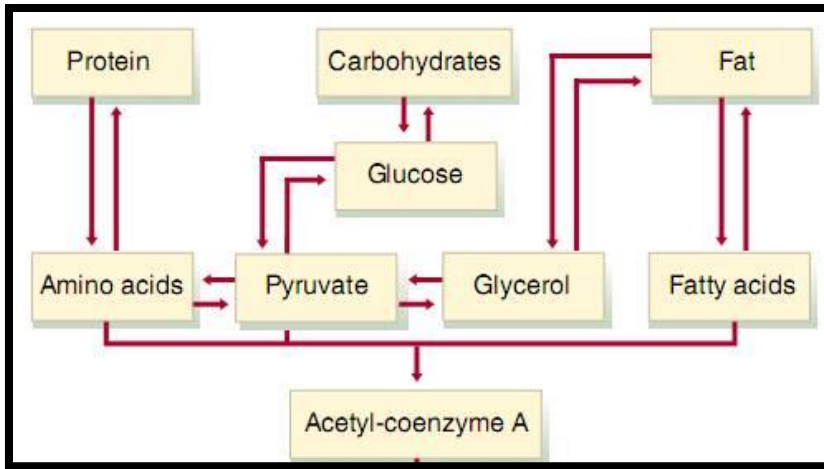 Protein
Carbohydrates
Fat
Glucose
Amino acids
Pyruvate
Glycerol
Fatty acids
Acetyl-coenzyme A